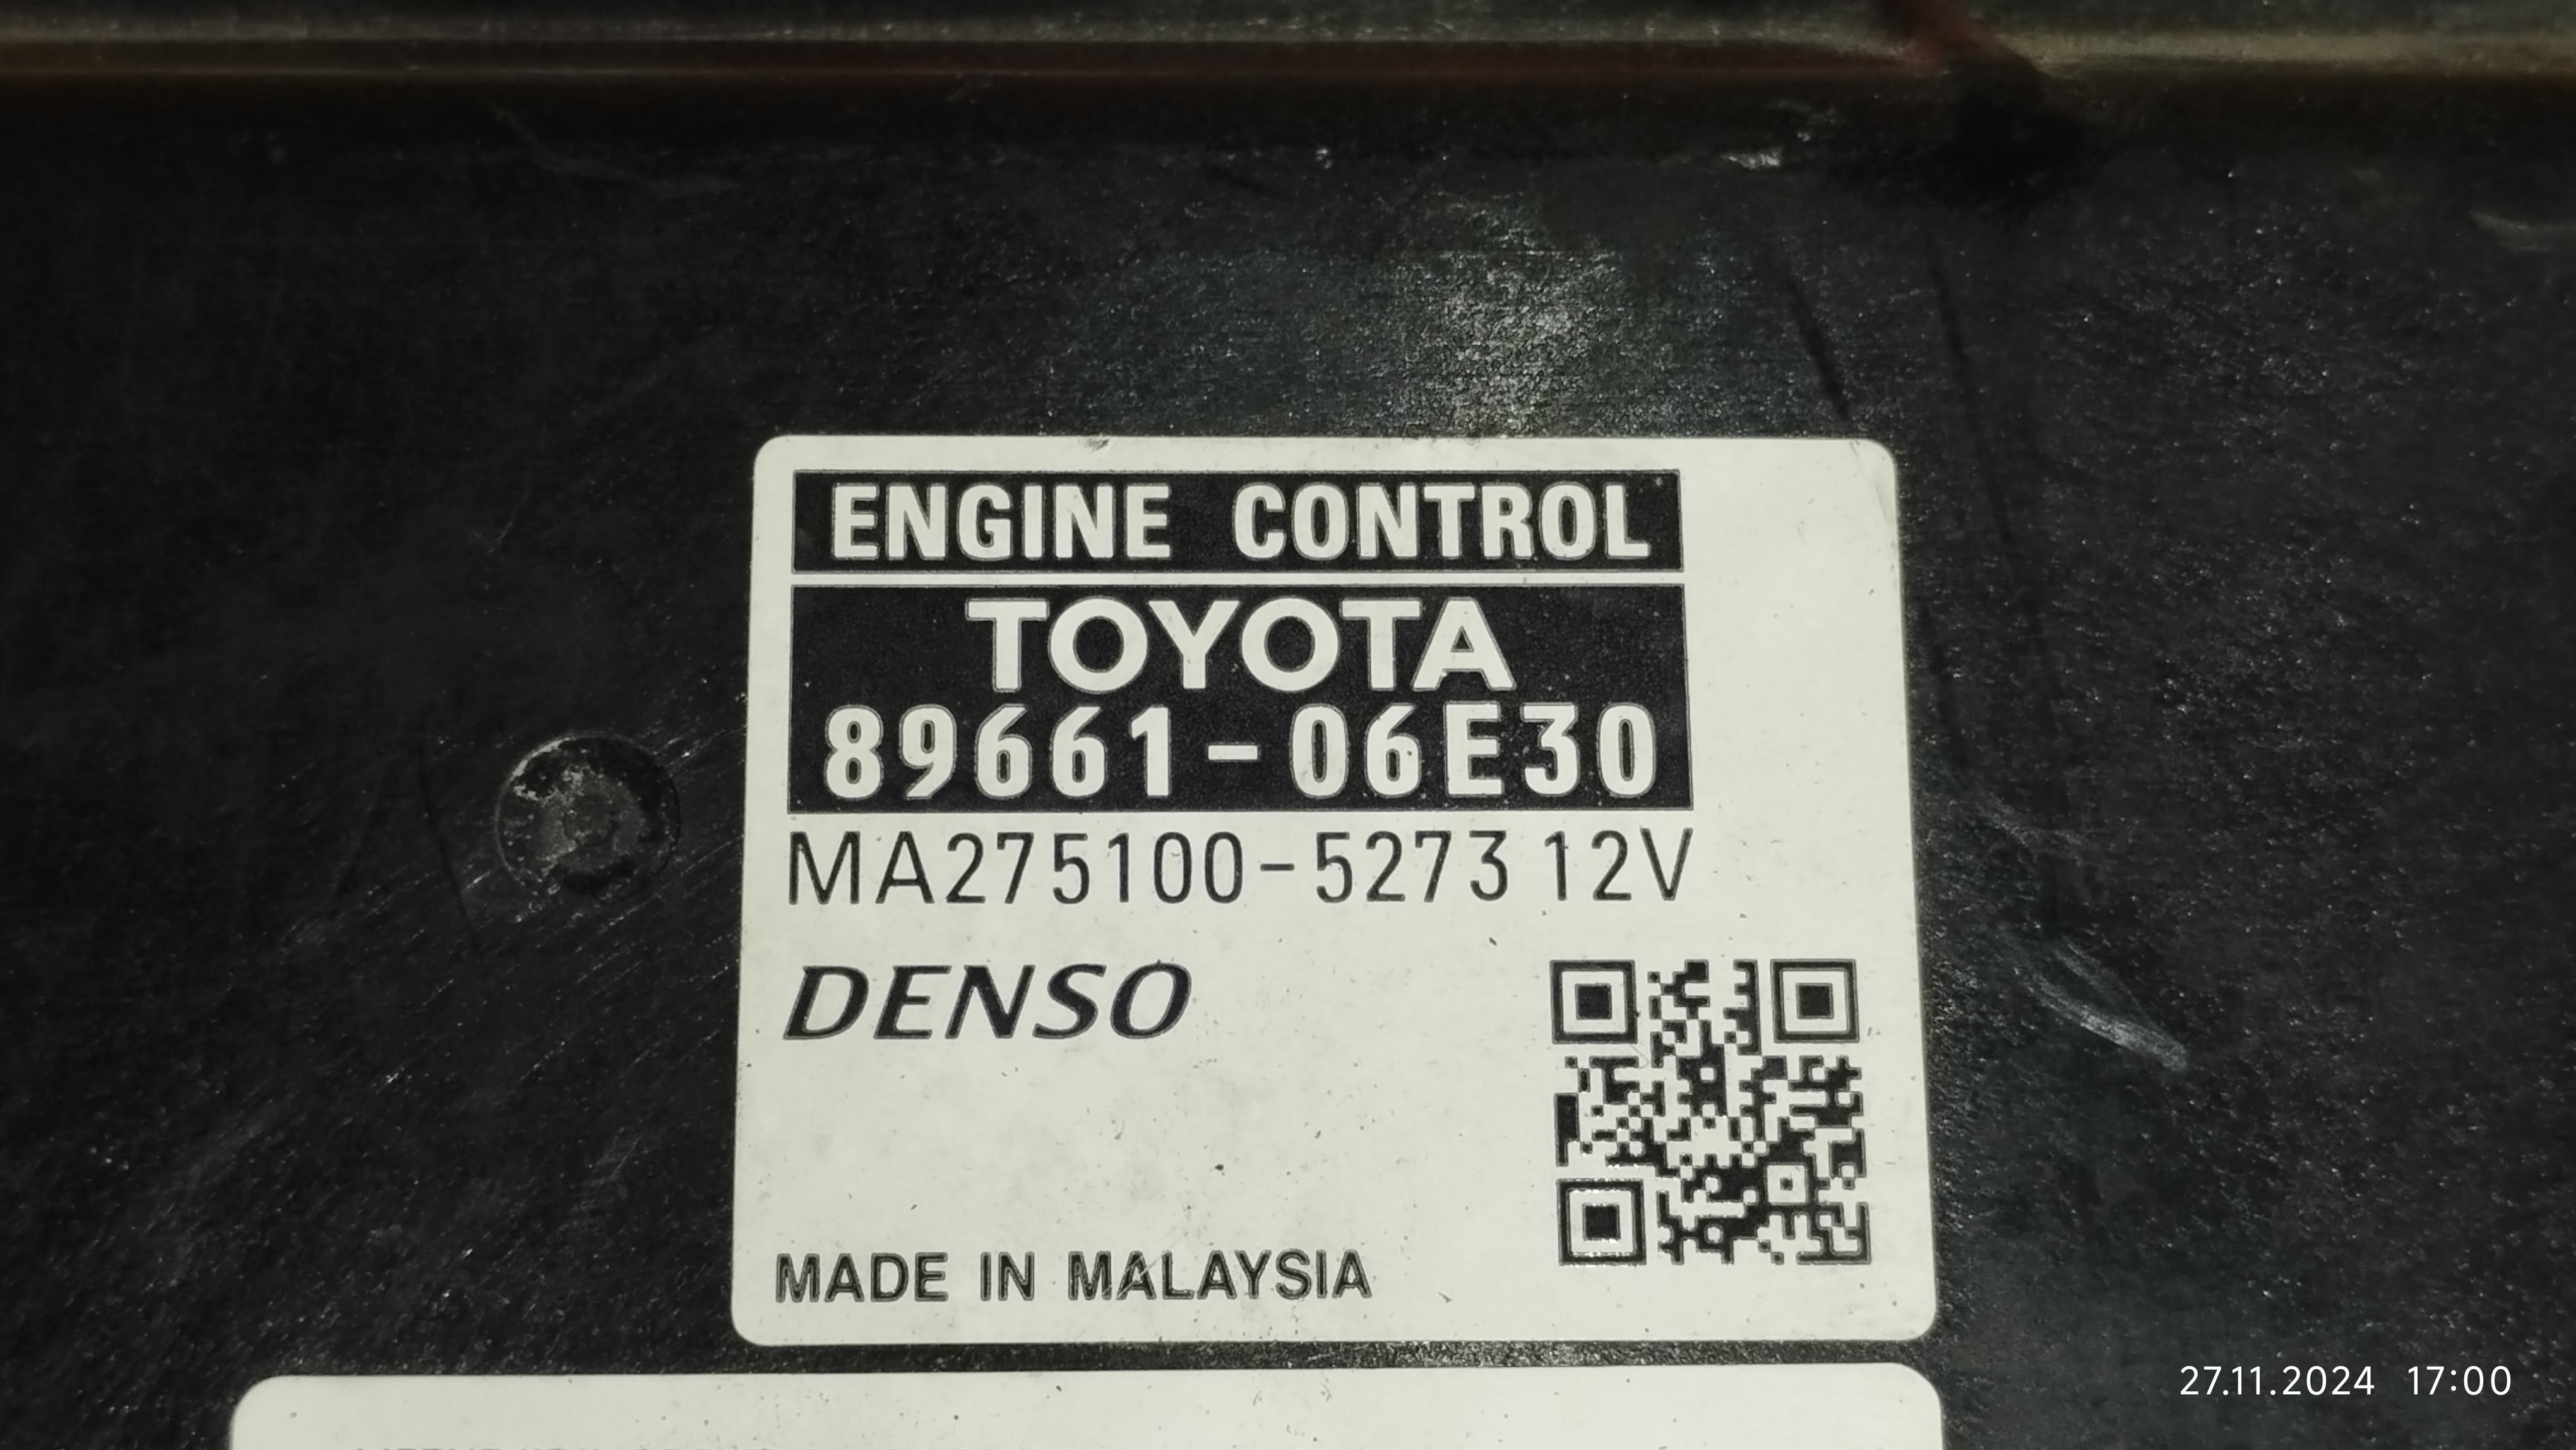 ENGINE CONTROL
TOYOTA
89661-06E30
MA275100-5273 12V
DENSO
MADE IN MALAYSIA
27.11.2024 17:00